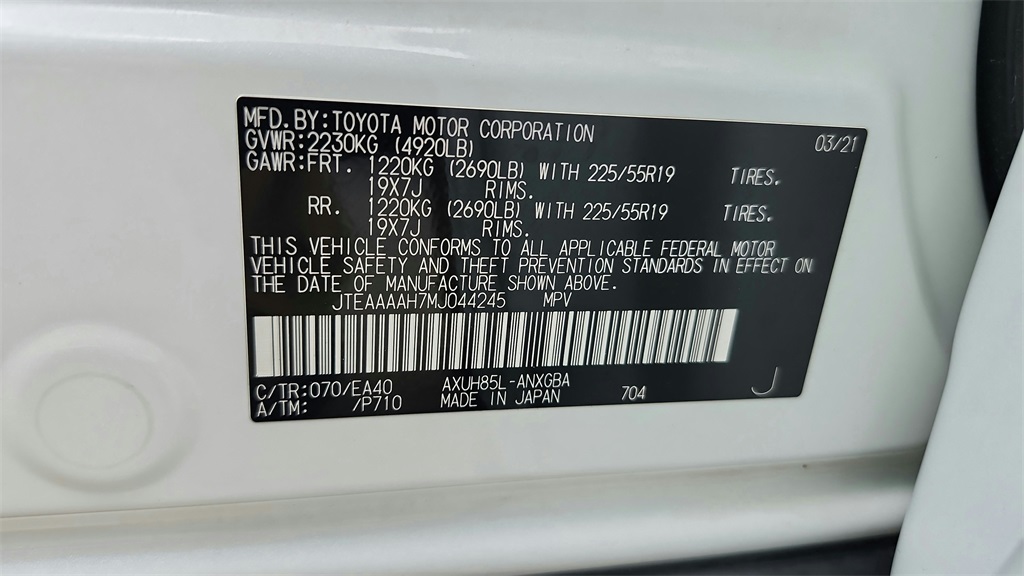 MFD.BY:TOYOTA MOTOR CORPORATION 03/21
GVWR:2230KG (4920LB)
GAWR:FRT. 1220KG (2690LB) WITH 225/55R19 TIRES.
19X7J RIMS.
RR. 1220KG (2690LB) WITH 225/55R19 TIRES.
19X7J RIMS.
THIS VEHICLE CONFORMS TO ALL APPLICABLE FEDERAL MOTOR
VEHICLE SAFETY AND THEFT PREVENTION STANDARDS IN EFFECT ON
THE DATE OF MANUFACTURE SHOWN ABOVE.
JTEAAAAH7MJ044245 MPV
C/TR:070/EA40 AXUH85L-ANXGBA
A/TM: /P710 MADE IN JAPAN 704 J